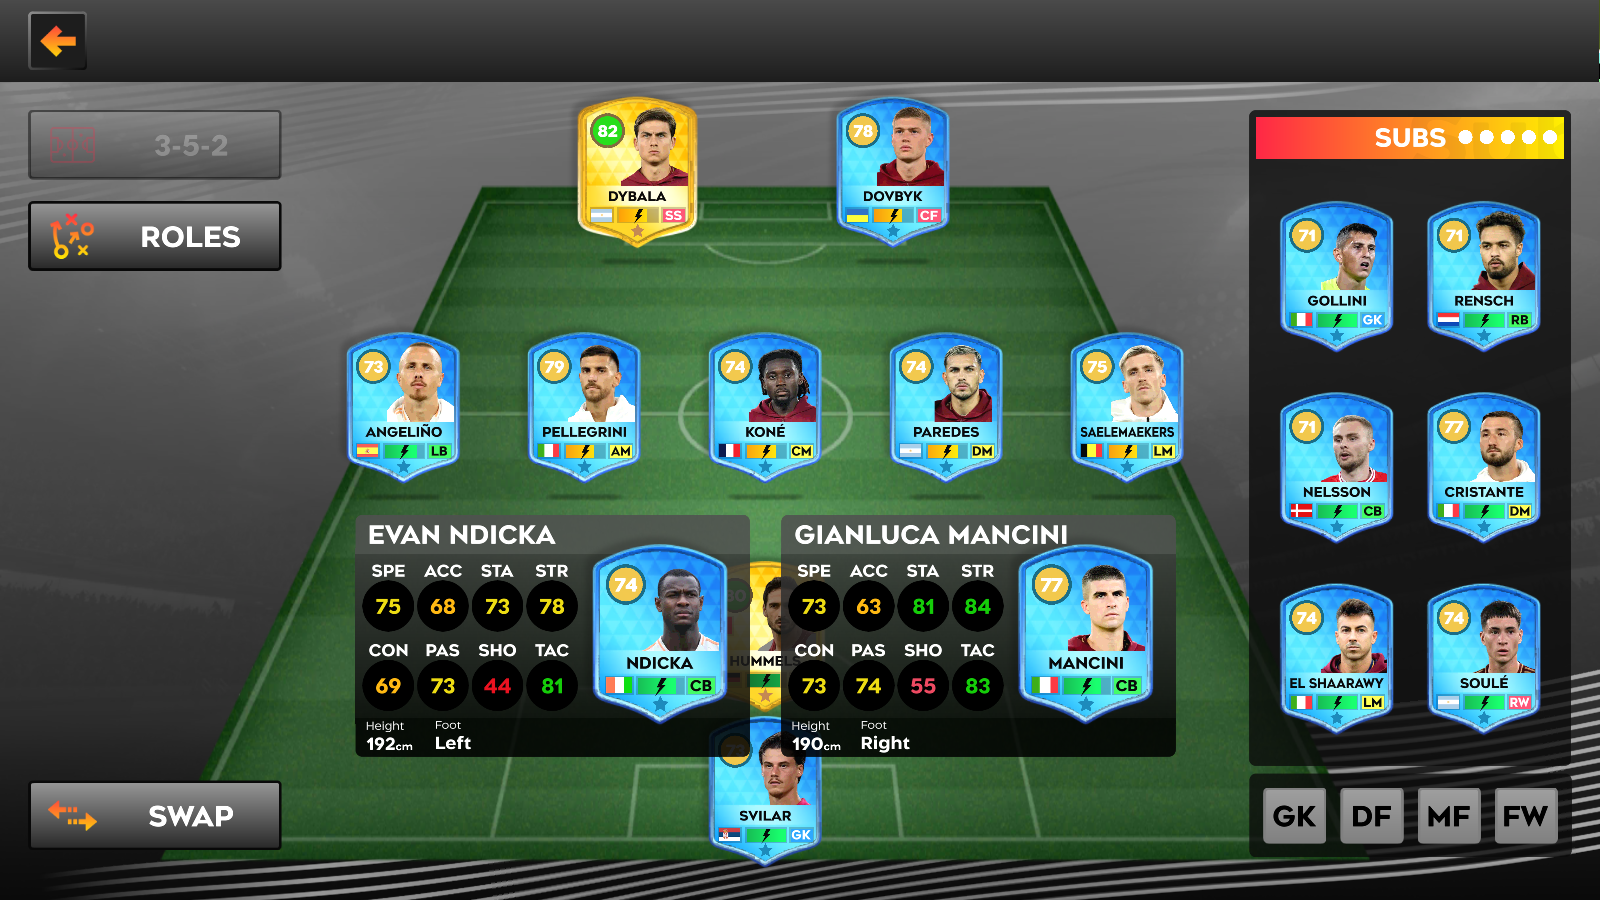 3-5-2
ROLES
82
DYBALA
SS
78
DOVBYK
CF
SUBS
71
GOLLINI
GK
71
RENSCH
RB
73
ANGELIÑO
LB
79
PELLEGRINI
AM
74
KONÉ
CM
74
PAREDES
DM
75
SAELEMAEKERS
LM
71
NELSSON
CB
77
CRISTANTE
DM
EVAN NDICKA
SPE ACC STA STR
75 68 73 78
CON PAS SHO TAC
69 73 44 81
Height Foot
192cm Left
74
NDICKA
CB
HUMMELS
GIANLUCA MANCINI
SPE ACC STA STR
73 63 81 84
CON PAS SHO TAC
73 74 55 83
Height Foot
190cm Right
77
MANCINI
CB
74
EL SHAARAWY
LM
74
SOULÉ
RW
SVILAR
GK
SWAP
GK DF MF FW